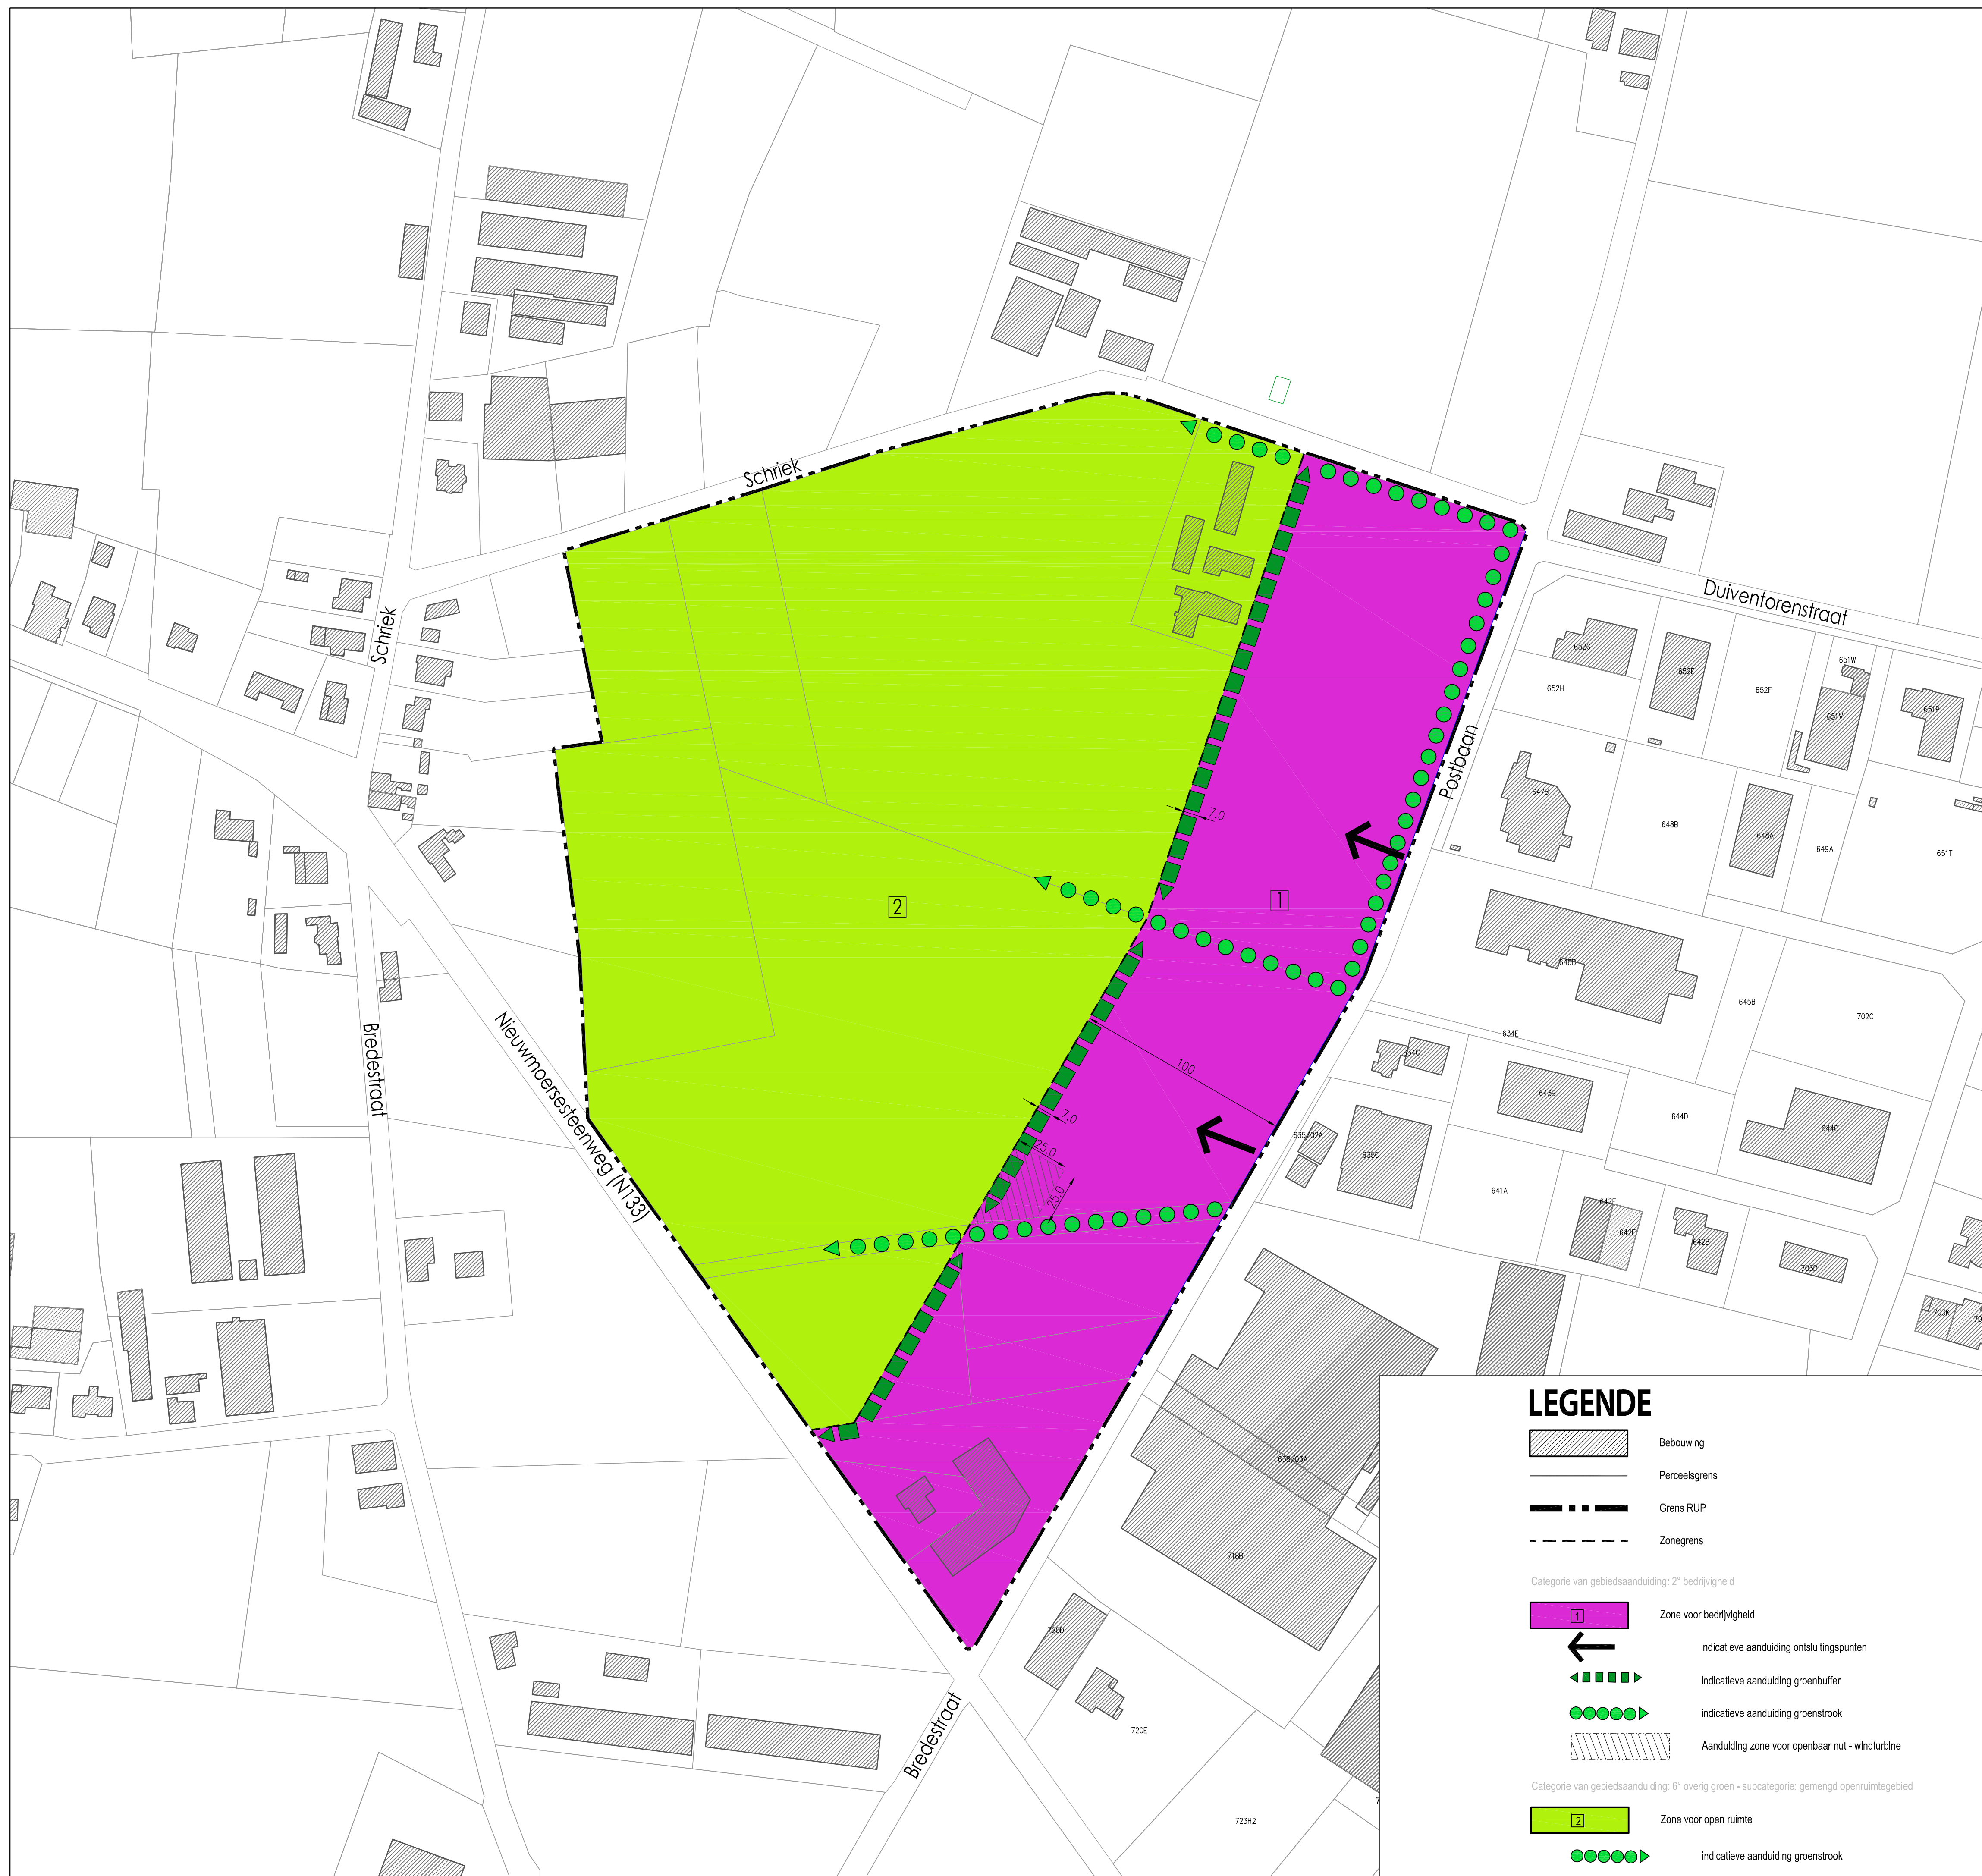 Schriek
Schriek
Duiventorenstraat
Postbaan
652G
652H
652E
652F
651W
651V
651P
647B
648B
648A
649A
651T
7.0
1
2
646B
645B
702C
634E
634C
643B
644D
644C
100
7.0
25.0
25.0
635/02A
635C
641A
642F
642E
642B
703D
703K
Bredestraat
Nieuwmoersesteenweg (N133)
638/03A
718B
720D
720E
723H2
Bredestraat
LEGENDE
Bebouwing
Perceelsgrens
Grens RUP
Zonegrens
Categorie van gebiedsaanduiding: 2° bedrijvigheid
1 Zone voor bedrijvigheid
indicatieve aanduiding ontsluitingspunten
indicatieve aanduiding groenbuffer
indicatieve aanduiding groenstrook
Aanduiding zone voor openbaar nut - windturbine
Categorie van gebiedsaanduiding: 6° overig groen - subcategorie: gemengd openruimtegebied
2 Zone voor open ruimte
indicatieve aanduiding groenstrook